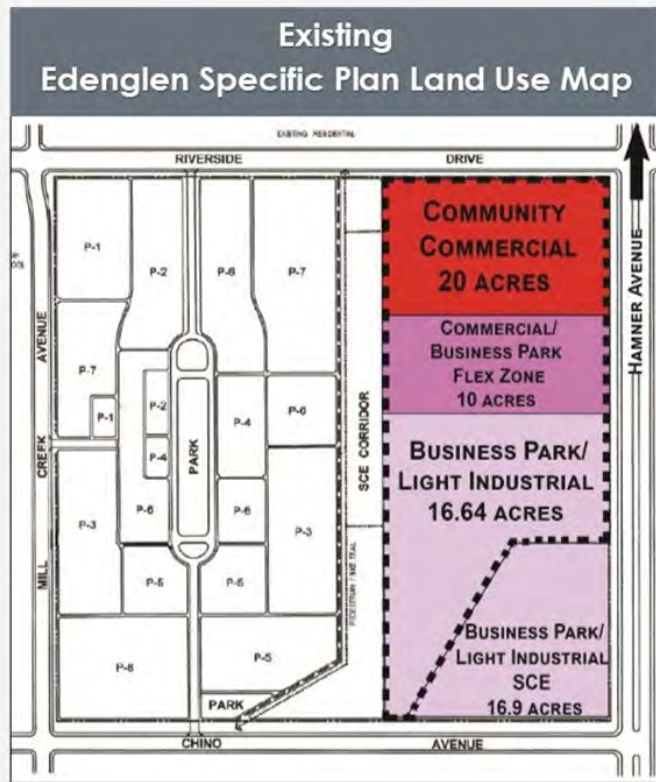 Existing
Edenglen Specific Plan Land Use Map
EXISTING RESIDENTIAL
RIVERSIDE DRIVE
HAMNER AVENUE
MILL CREEK AVENUE
P-1
P-2
P-6
P-7
P-7
P-1
P-2
P-4
PARK
P-4
P-6
P-3
P-6
P-6
P-3
P-5
P-8
P-5
PARK
SCE CORRIDOR
COMMUNITY
COMMERCIAL
20 ACRES
COMMERCIAL/
BUSINESS PARK
FLEX ZONE
10 ACRES
BUSINESS PARK/
LIGHT INDUSTRIAL
16.64 ACRES
BUSINESS PARK/
LIGHT INDUSTRIAL
SCE
16.9 ACRES
CHINO AVENUE